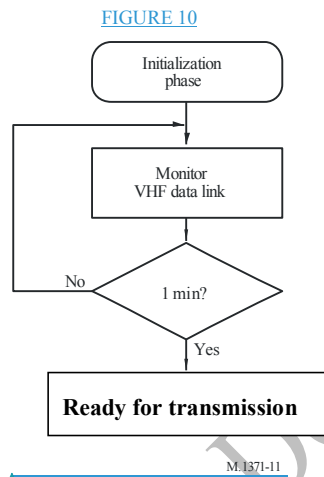 FIGURE 10
Initialization
phase
Monitor
VHF data link
1 min?
No
Yes
Ready for transmission
M.1371-11